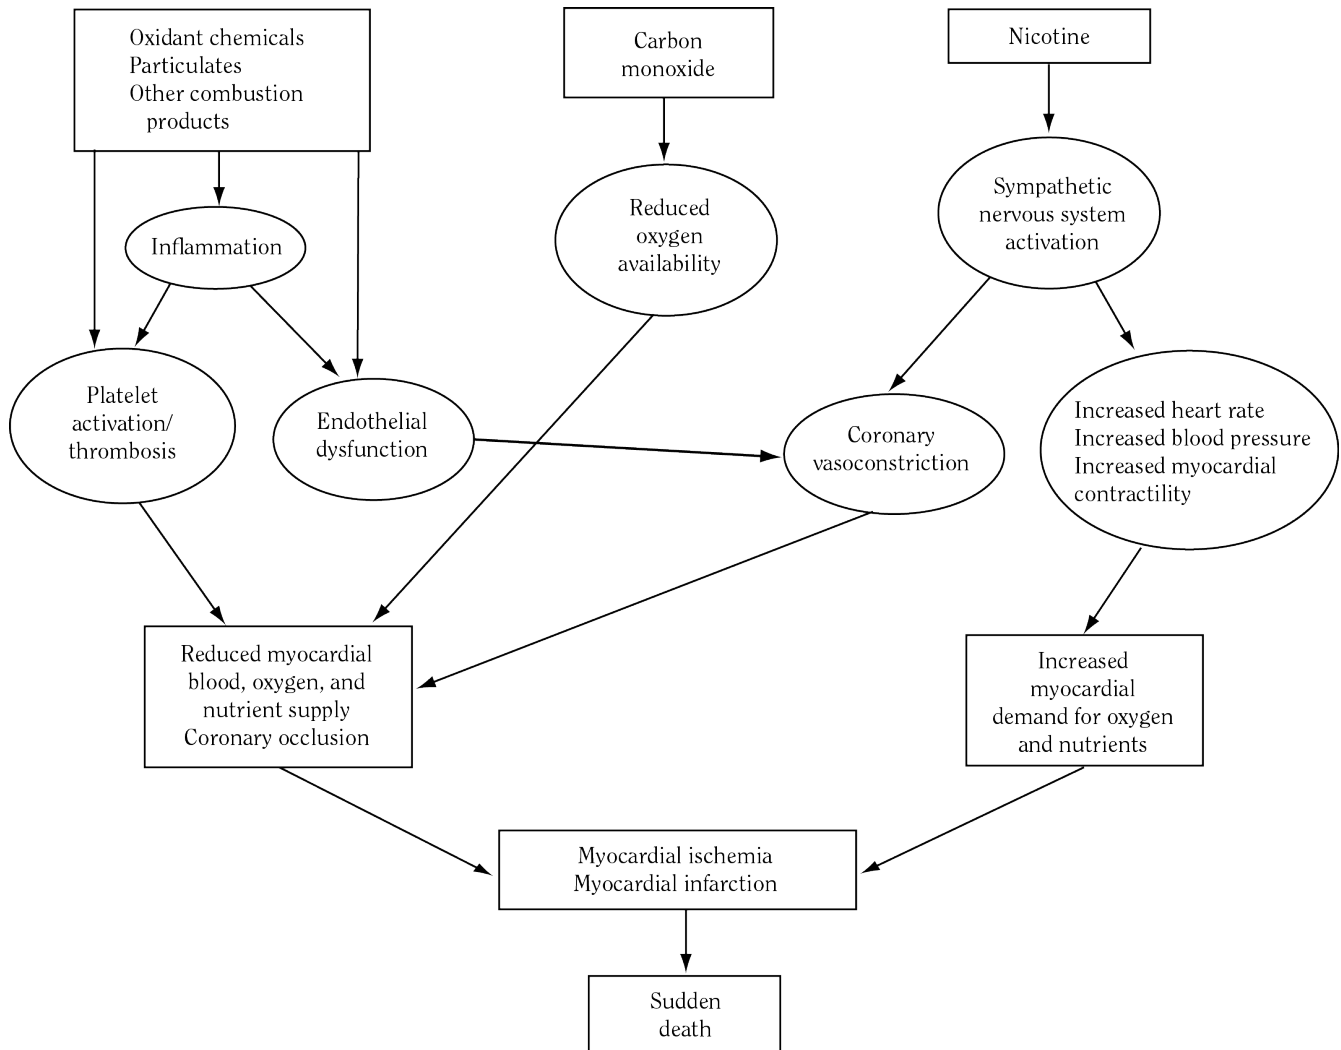 Oxidant chemicals
Particulates
Other combustion
products
Carbon
monoxide
Nicotine
Inflammation
Reduced
oxygen
availability
Sympathetic
nervous system
activation
Platelet
activation/
thrombosis
Endothelial
dysfunction
Coronary
vasoconstriction
Increased heart rate
Increased blood pressure
Increased myocardial
contractility
Reduced myocardial
blood, oxygen, and
nutrient supply
Coronary occlusion
Increased
myocardial
demand for oxygen
and nutrients
Myocardial ischemia
Myocardial infarction
Sudden
death